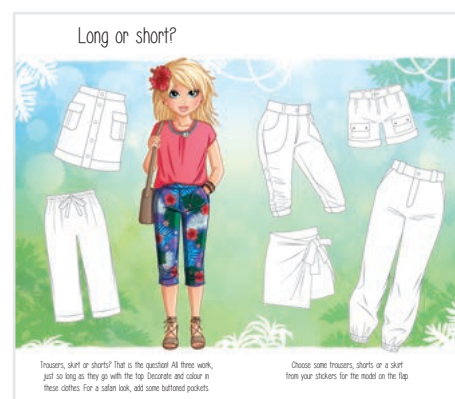 Long or short?
Trousers, skirt or shorts? That is the question! All three work,
just so long as they go with the top. Decorate and colour in
these clothes. For a safari look, add some buttoned pockets.
Choose some trousers, shorts or a skirt
from your stickers for the model on the flap.